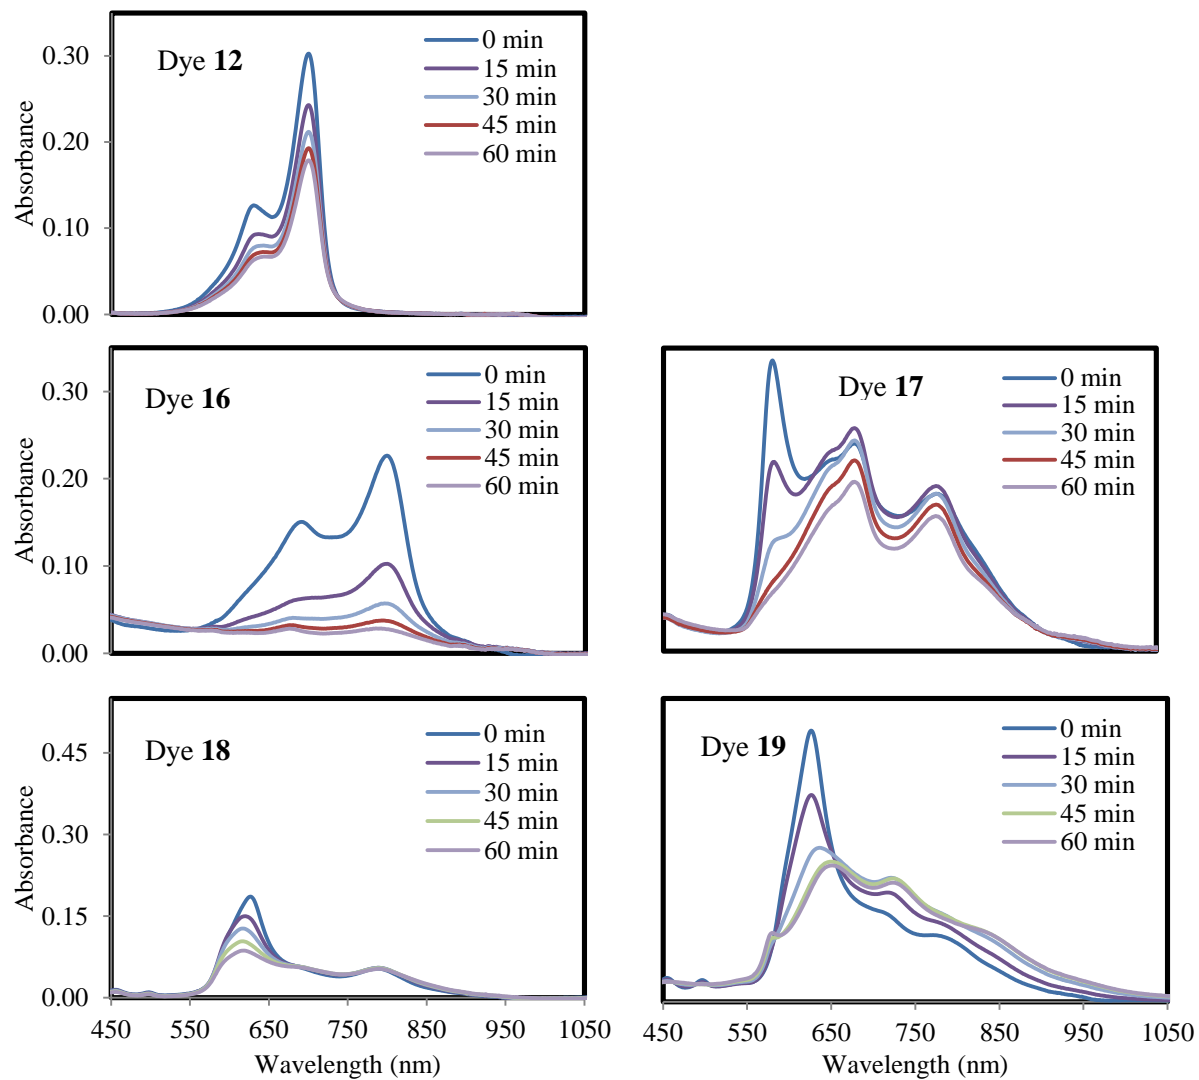 Dye 12
0 min
15 min
30 min
45 min
60 min
0.30
0.20
0.10
0.00
Absorbance
Dye 16
0 min
15 min
30 min
45 min
60 min
0.30
0.20
0.10
0.00
Absorbance
Dye 17
0 min
15 min
30 min
45 min
60 min
Dye 18
0 min
15 min
30 min
45 min
60 min
0.45
0.30
0.15
0.00
Absorbance
450 550 650 750 850 950 1050
Wavelength (nm)
Dye 19
0 min
15 min
30 min
45 min
60 min
450 550 650 750 850 950 1050
Wavelength (nm)